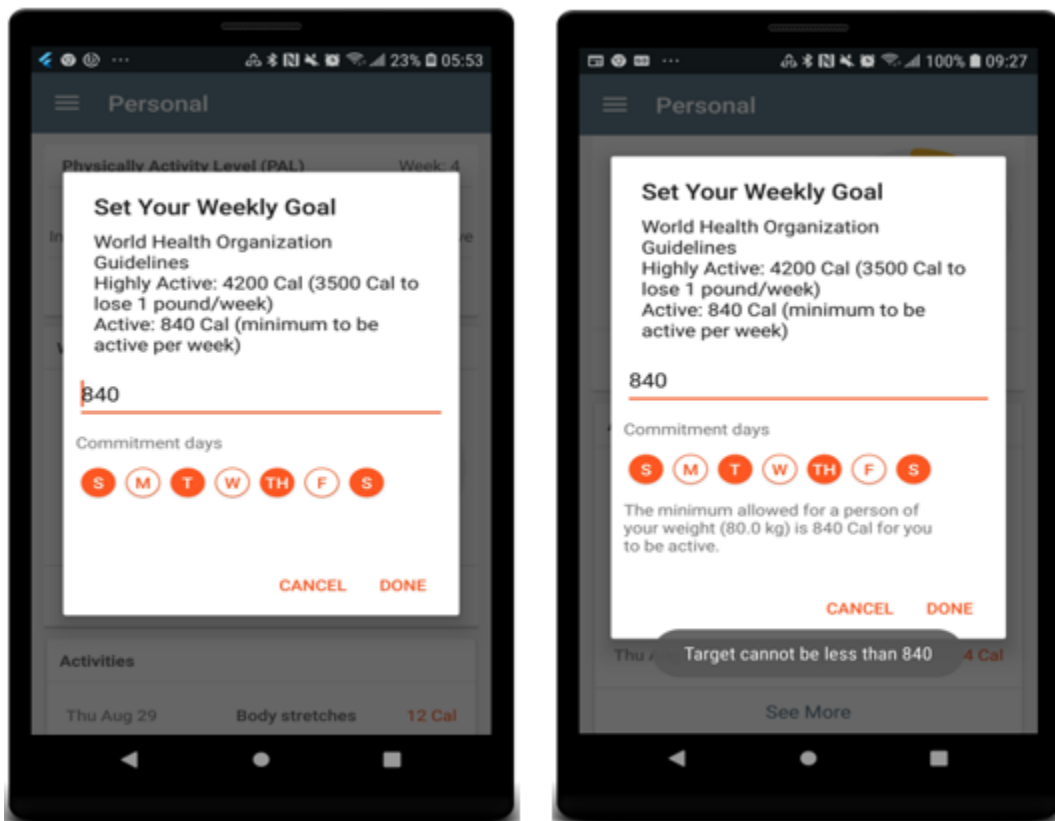 23% 05:53
Personal
Physically Activity Level (PAL) Week: 4
Set Your Weekly Goal
World Health Organization
Guidelines
Highly Active: 4200 Cal (3500 Cal to
lose 1 pound/week)
Active: 840 Cal (minimum to be
active per week)
840
Commitment days
S M T W TH F S
CANCEL DONE
Activities
Thu Aug 29 Body stretches 12 Cal
100% 09:27
Personal
Set Your Weekly Goal
World Health Organization
Guidelines
Highly Active: 4200 Cal (3500 Cal to
lose 1 pound/week)
Active: 840 Cal (minimum to be
active per week)
840
Commitment days
S M T W TH F S
The minimum allowed for a person of
your weight (80.0 kg) is 840 Cal for you
to be active.
CANCEL DONE
Thu
Target cannot be less than 840
4 Cal
See More